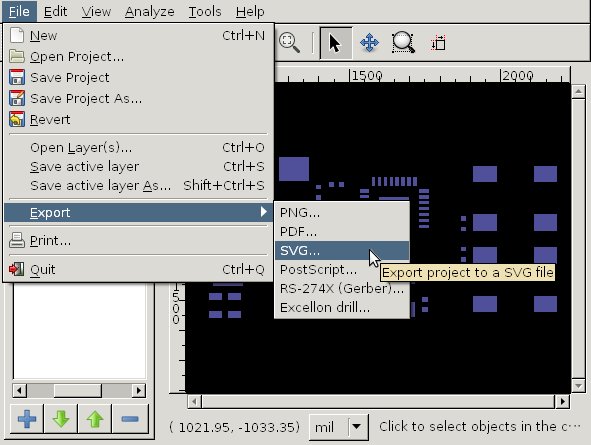 File Edit View Analyze Tools Help
New Ctrl+N
Open Project...
Save Project
Save Project As...
Revert
Open Layer(s)... Ctrl+O
Save active layer Ctrl+S
Save active layer As... Shift+Ctrl+S
Export
Print...
Quit Ctrl+Q
1500 2000
PNG...
PDF...
SVG...
PostScript...
RS-274X (Gerber)...
Excellon drill...
Export project to a SVG file
( 1021.95, -1033.35) mil Click to select objects in the c···